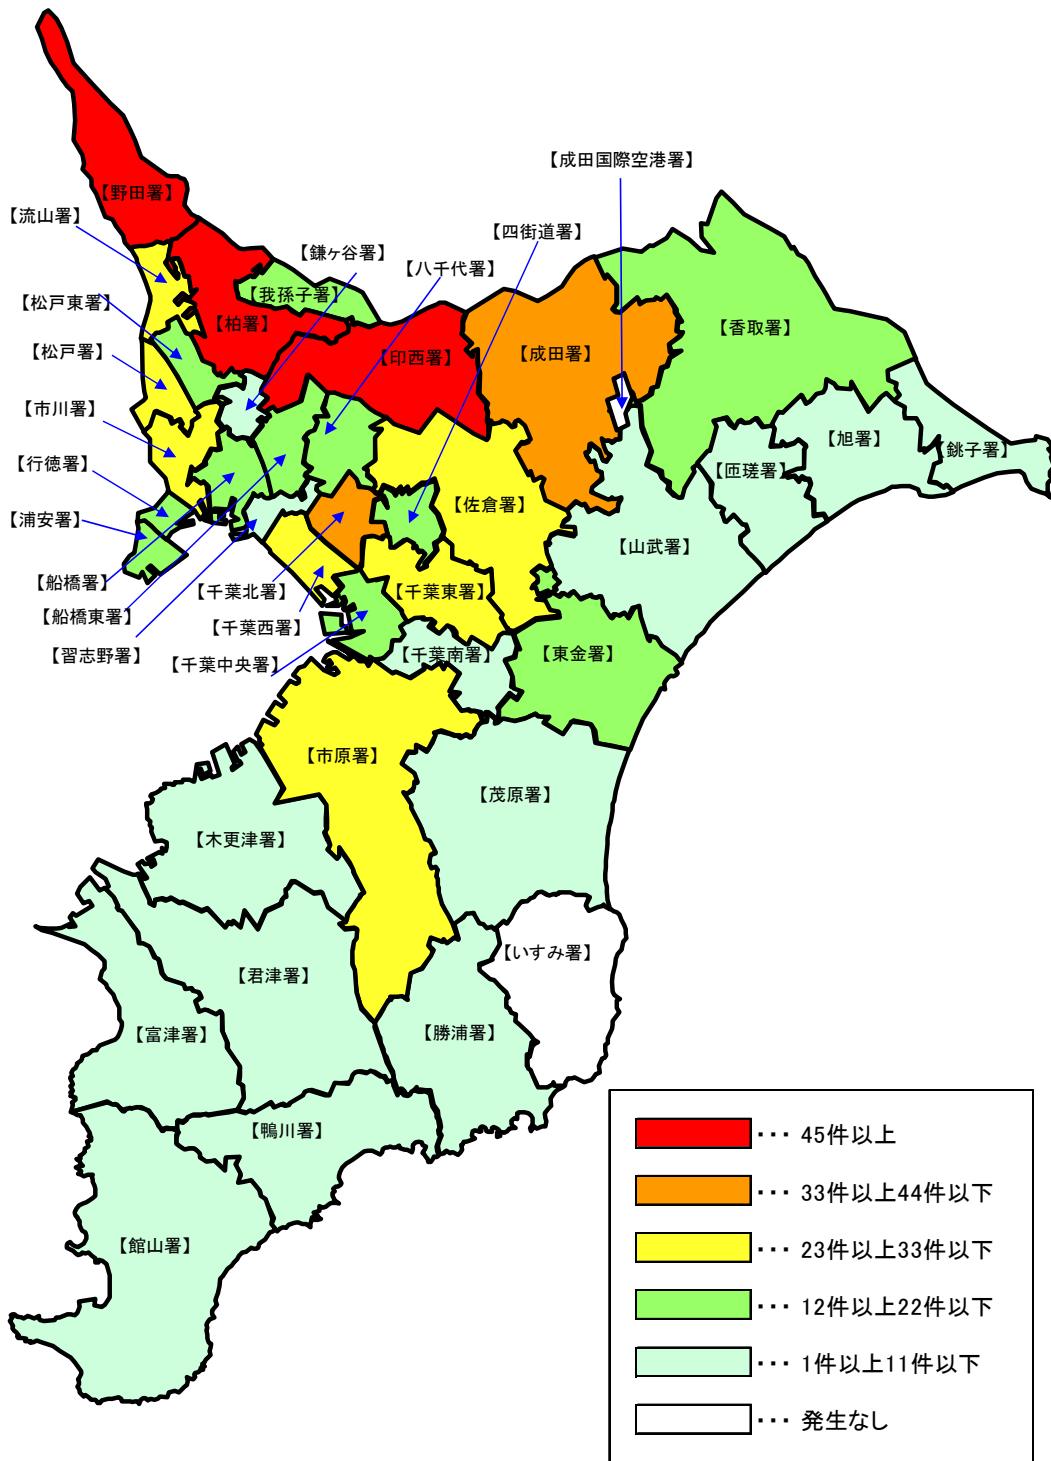 【成田国際空港署】
【野田署】
【流山署】
【四街道署】
【鎌ヶ谷署】
【八千代署】
【我孫子署】
【松戸東署】
【柏署】
【香取署】
【松戸署】
【成田署】
【印西署】
【市川署】
【旭署】
【銚子署】
【行徳署】
【匝瑳署】
【佐倉署】
【浦安署】
【山武署】
【船橋署】
【千葉北署】
【千葉東署】
【船橋東署】
【千葉西署】
【習志野署】
【千葉中央署】
【千葉南署】
【東金署】
【市原署】
【茂原署】
【木更津署】
【いすみ署】
【君津署】
【富津署】
【勝浦署】
【鴨川署】
【館山署】
･･･ 45件以上
･･･ 33件以上44件以下
･･･ 23件以上33件以下
･･･ 12件以上22件以下
･･･ 1件以上11件以下
･･･ 発生なし